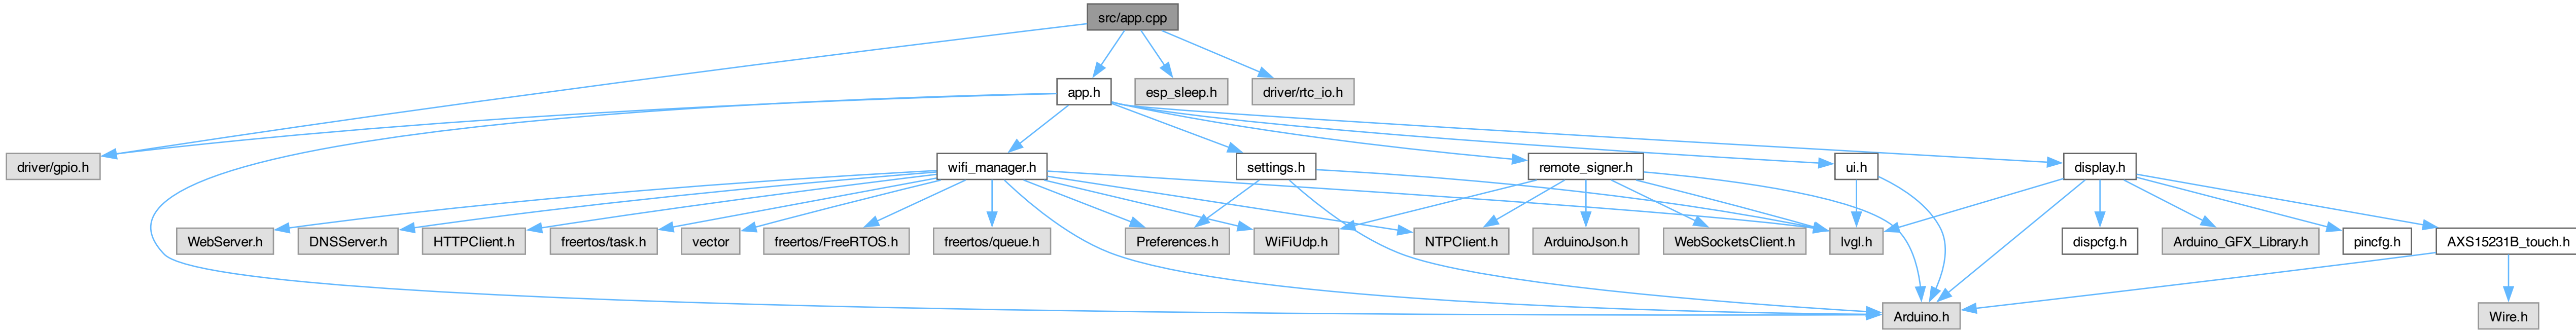 src/app.cpp
app.h
esp_sleep.h
driver/rtc_io.h
driver/gpio.h
wifi_manager.h
settings.h
remote_signer.h
ui.h
display.h
WebServer.h
DNSServer.h
HTTPClient.h
freertos/task.h
vector
freertos/FreeRTOS.h
freertos/queue.h
Preferences.h
WiFiUdp.h
NTPClient.h
ArduinoJson.h
WebSocketsClient.h
lvgl.h
dispcfg.h
Arduino_GFX_Library.h
pincfg.h
AXS15231B_touch.h
Arduino.h
Wire.h